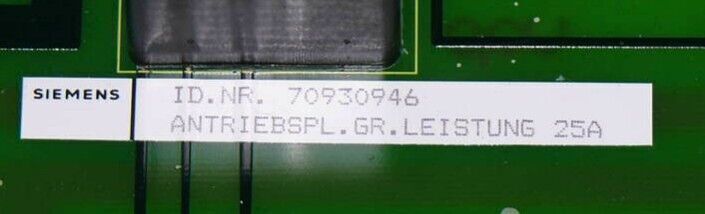 SIEMENS
ID.NR. 70930946
ANTRIEBSPL.GR.LEISTUNG 25A